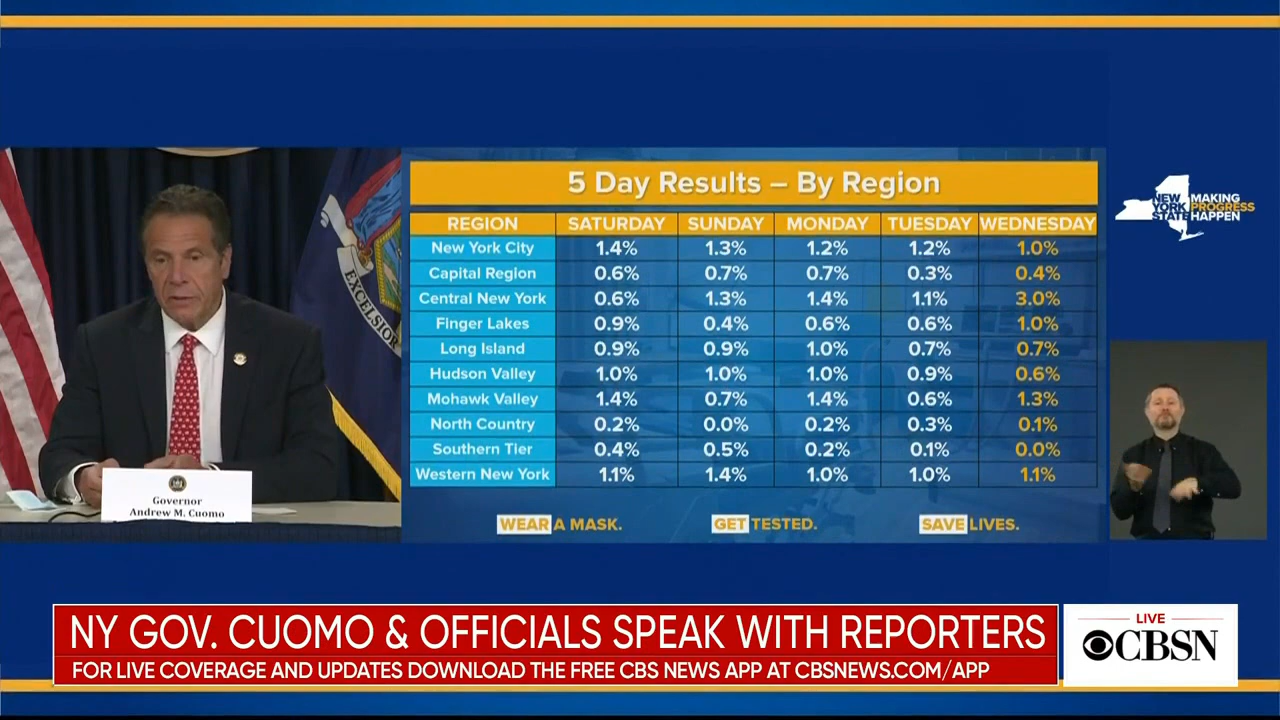 5 Day Results – By Region
REGION SATURDAY SUNDAY MONDAY TUESDAY WEDNESDAY
New York City 1.4% 1.3% 1.2% 1.2% 1.0%
Capital Region 0.6% 0.7% 0.7% 0.3% 0.4%
Central New York 0.6% 1.3% 1.4% 1.1% 3.0%
Finger Lakes 0.9% 0.4% 0.6% 0.6% 1.0%
Long Island 0.9% 0.9% 1.0% 0.7% 0.7%
Hudson Valley 1.0% 1.0% 1.0% 0.9% 0.6%
Mohawk Valley 1.4% 0.7% 1.4% 0.6% 1.3%
North Country 0.2% 0.0% 0.2% 0.3% 0.1%
Southern Tier 0.4% 0.5% 0.2% 0.1% 0.0%
Western New York 1.1% 1.4% 1.0% 1.0% 1.1%
WEAR A MASK. GET TESTED. SAVE LIVES.
NEW YORK STATE
MAKING
PROGRESS
HAPPEN
EXCELSIOR
Governor
Andrew M. Cuomo
NY GOV. CUOMO & OFFICIALS SPEAK WITH REPORTERS
FOR LIVE COVERAGE AND UPDATES DOWNLOAD THE FREE CBS NEWS APP AT CBSNEWS.COM/APP
LIVE
CBSN